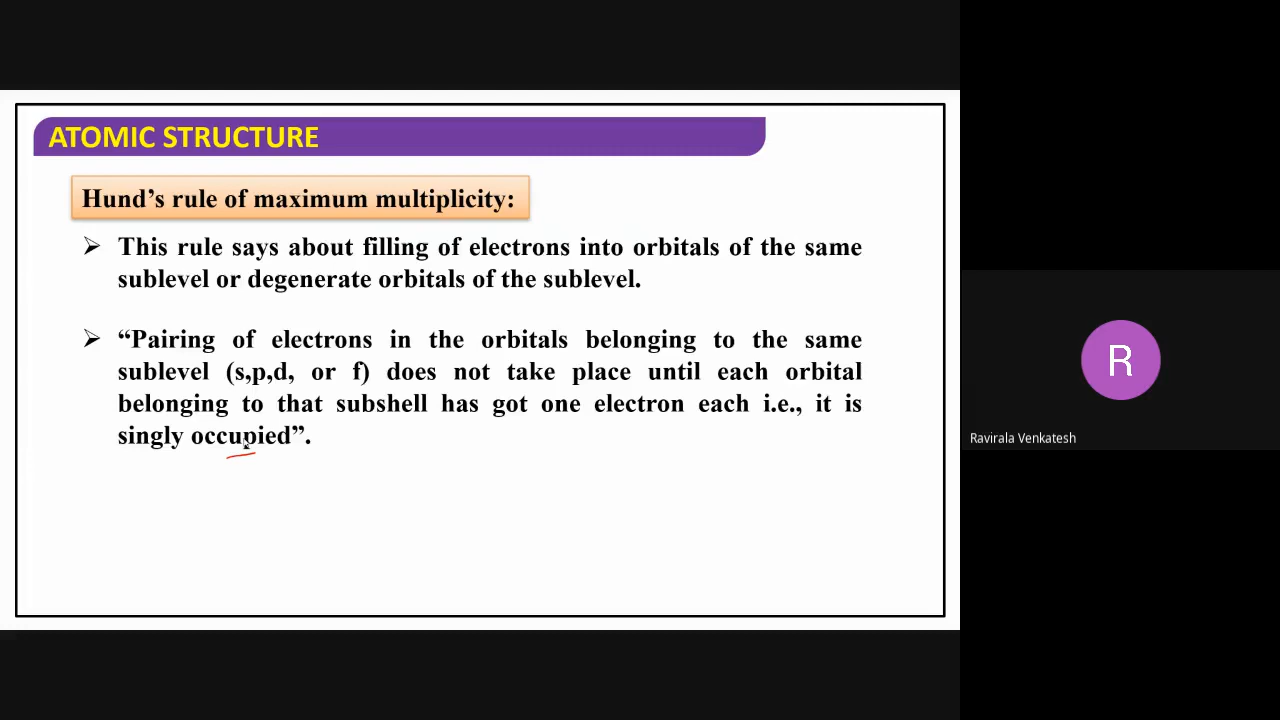 ATOMIC STRUCTURE
Hund’s rule of maximum multiplicity:
➢ This rule says about filling of electrons into orbitals of the same
sublevel or degenerate orbitals of the sublevel.
➢ “Pairing of electrons in the orbitals belonging to the same
sublevel (s,p,d, or f) does not take place until each orbital
belonging to that subshell has got one electron each i.e., it is
singly occupied”.
R
Ravirala Venkatesh